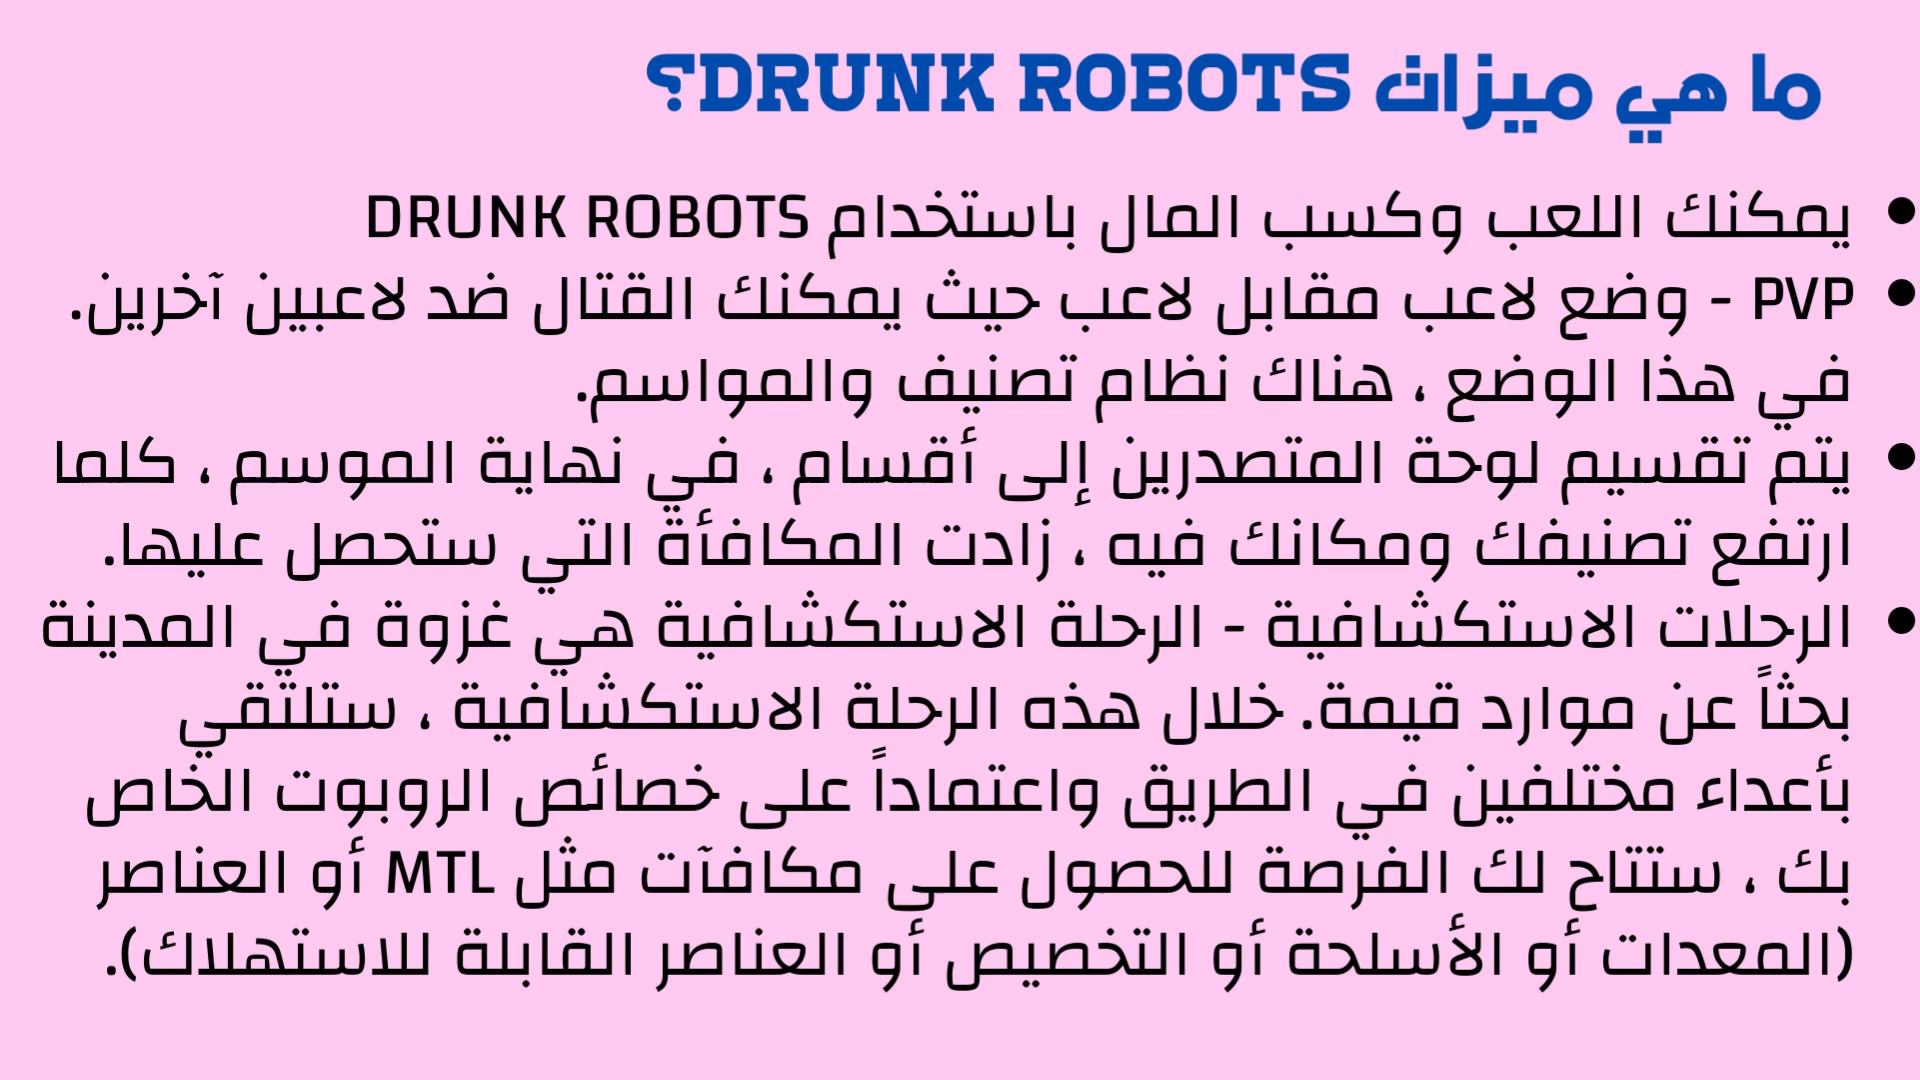 ما هي ميزات DRUNK ROBOTS؟
• يمكنك اللعب وكسب المال باستخدام DRUNK ROBOTS
• PVP - وضع لاعب مقابل لاعب حيث يمكنك القتال ضد لاعبين آخرين.
في هذا الوضع ، هناك نظام تصنيف والمواسم.
• يتم تقسيم لوحة المتصدرين إلى أقسام ، في نهاية الموسم ، كلما
ارتفع تصنيفك ومكانك فيه ، زادت المكافأة التي ستحصل عليها.
• الرحلات الاستكشافية - الرحلة الاستكشافية هي غزوة في المدينة
بحثاً عن موارد قيمة. خلال هذه الرحلة الاستكشافية ، ستلتقي
بأعداء مختلفين في الطريق واعتماداً على خصائص الروبوت الخاص
بك ، ستتاح لك الفرصة للحصول على مكافآت مثل MTL أو العناصر
(المعدات أو الأسلحة أو التخصيص أو العناصر القابلة للاستهلاك).